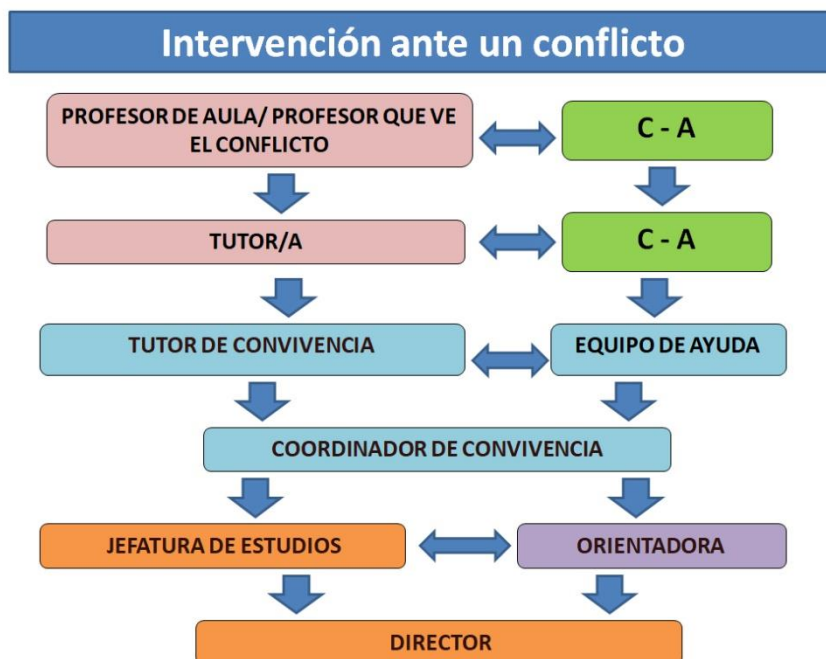 Intervención ante un conflicto
PROFESOR DE AULA/ PROFESOR QUE VE
EL CONFLICTO
C - A
TUTOR/A
C - A
TUTOR DE CONVIVENCIA
EQUIPO DE AYUDA
COORDINADOR DE CONVIVENCIA
JEFATURA DE ESTUDIOS
ORIENTADORA
DIRECTOR